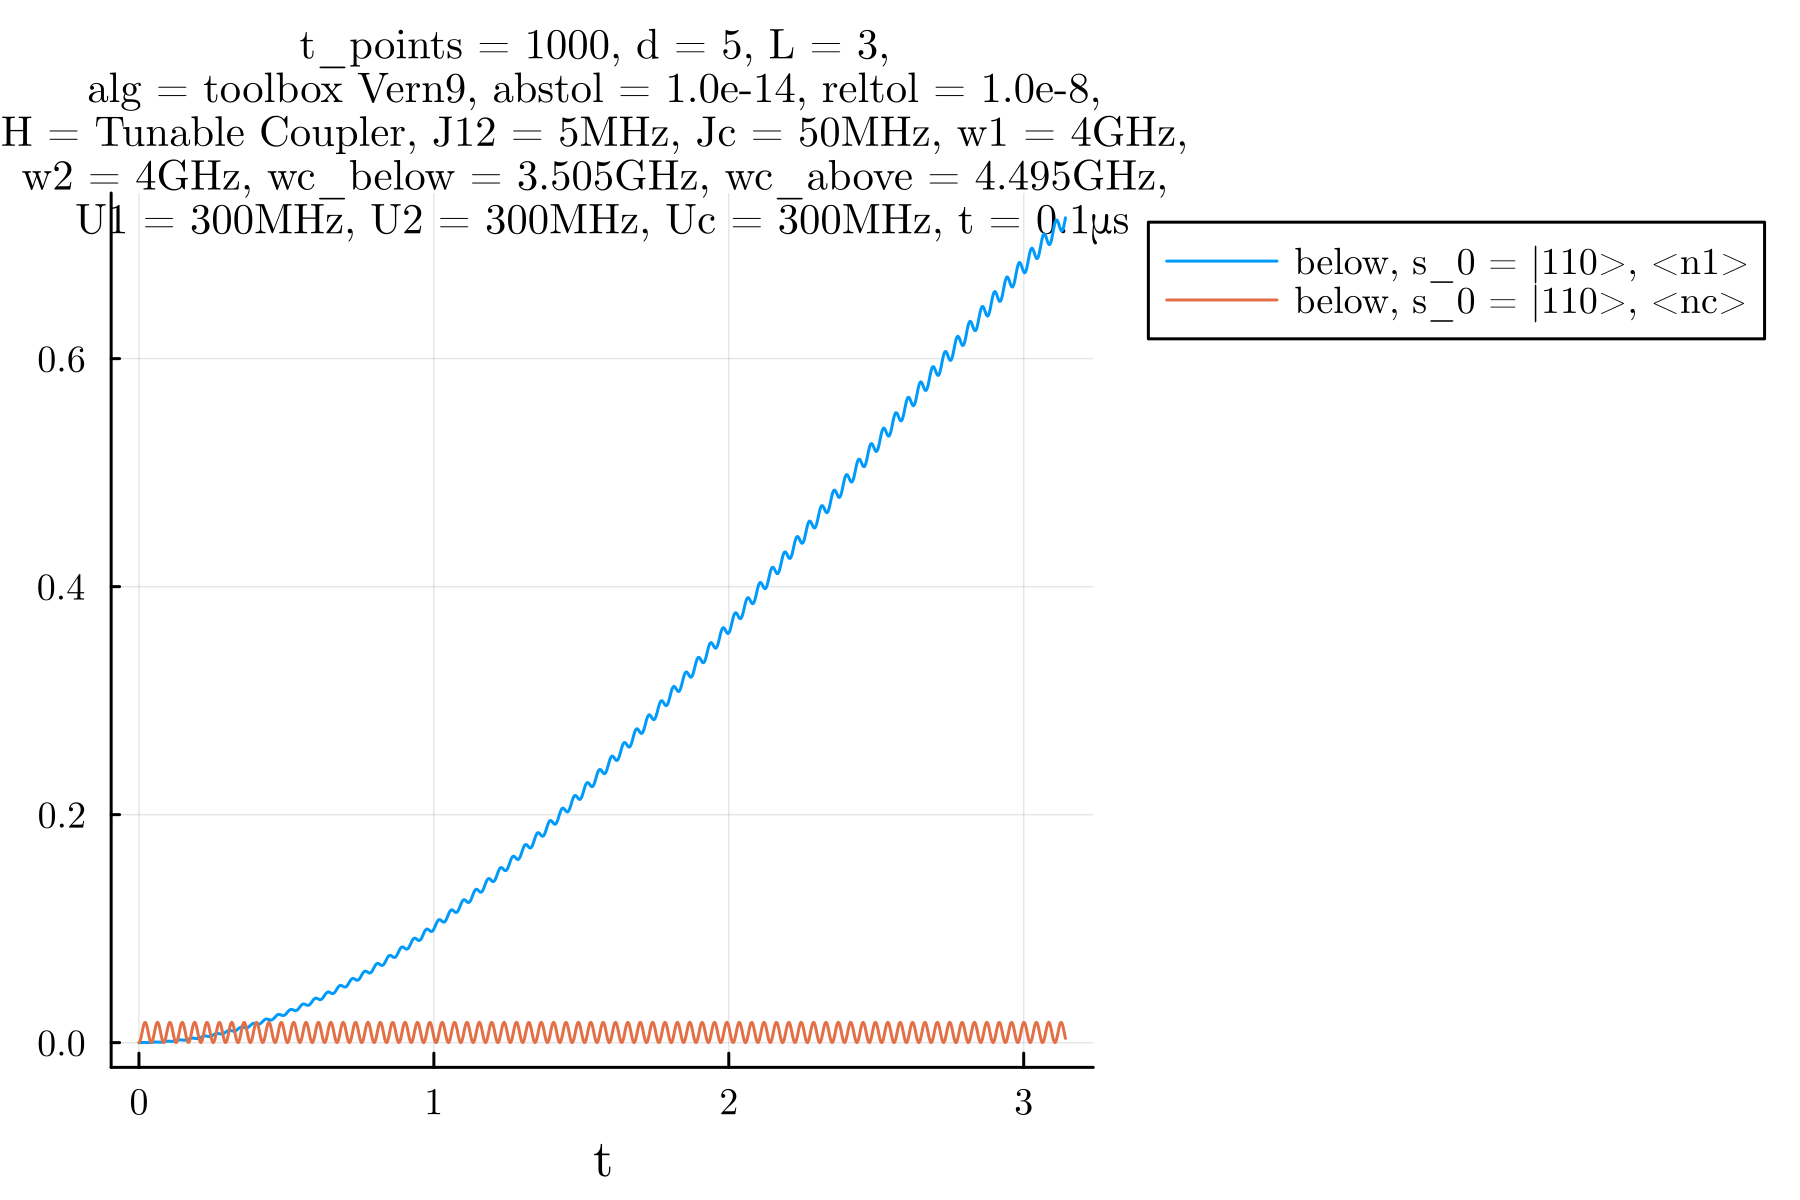 t_points = 1000, d = 5, L = 3,
alg = toolbox Vern9, abstol = 1.0e-14, reltol = 1.0e-8,
H = Tunable Coupler, J12 = 5MHz, Jc = 50MHz, w1 = 4GHz,
w2 = 4GHz, wc_below = 3.505GHz, wc_above = 4.495GHz,
U1 = 300MHz, U2 = 300MHz, Uc = 300MHz, t = 0.1μs
below, s_0 = |110>, <n1>
below, s_0 = |110>, <nc>
0.6
0.4
0.2
0.0
0 1 2 3
t